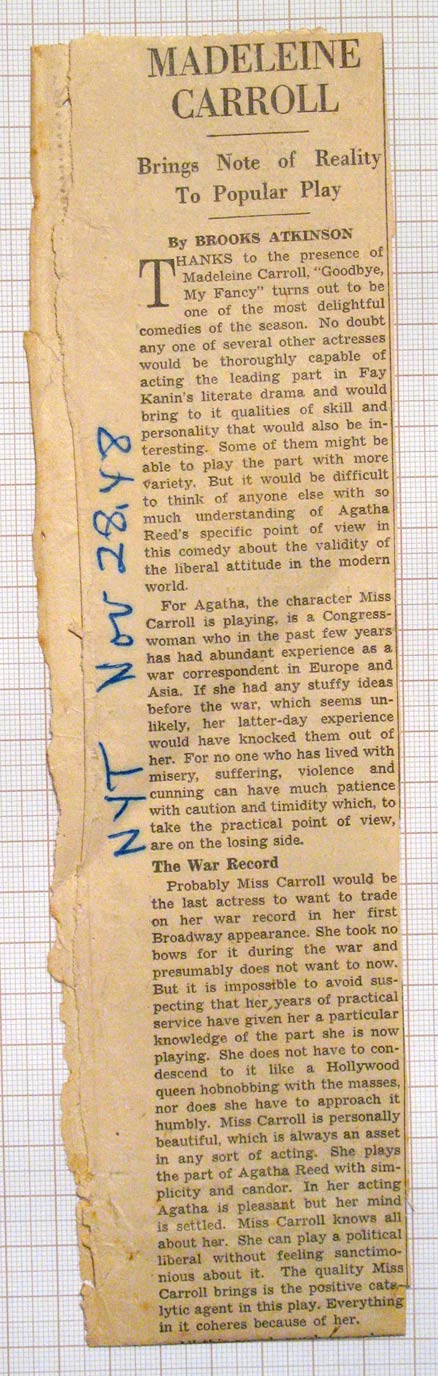 MADELEINE
CARROLL
Brings Note of Reality
To Popular Play
By BROOKS ATKINSON
THANKS to the presence of
Madeleine Carroll, "Goodbye,
My Fancy" turns out to be
one of the most delightful
comedies of the season. No doubt
any one of several other actresses
would be thoroughly capable of
acting the leading part in Fay
Kanin's literate drama and would
bring to it qualities of skill and
personality that would also be in-
teresting. Some of them might be
able to play the part with more
variety. But it would be difficult
to think of anyone else with so
much understanding of Agatha
Reed's specific point of view in
this comedy about the validity of
the liberal attitude in the modern
world.
For Agatha, the character Miss
Carroll is playing, is a Congress-
woman who in the past few years
has had abundant experience as a
war correspondent in Europe and
Asia. If she had any stuffy ideas
before the war, which seems un-
likely, her latter-day experience
would have knocked them out of
her. For no one who has lived with
misery, suffering, violence and
cunning can have much patience
with caution and timidity which, to
take the practical point of view,
are on the losing side.
The War Record
Probably Miss Carroll would be
the last actress to want to trade
on her war record in her first
Broadway appearance. She took no
bows for it during the war and
presumably does not want to now.
But it is impossible to avoid sus-
pecting that her years of practical
service have given her a particular
knowledge of the part she is now
playing. She does not have to con-
descend to it like a Hollywood
queen hobnobbing with the masses,
nor does she have to approach it
humbly. Miss Carroll is personally
beautiful, which is always an asset
in any sort of acting. She plays
the part of Agatha Reed with sim-
plicity and candor. In her acting
Agatha is pleasant but her mind
is settled. Miss Carroll knows all
about her. She can play a political
liberal without feeling sanctimo-
nious about it. The quality Miss
Carroll brings is the positive cata-
lytic agent in this play. Everything
in it coheres because of her.
NYT Nov 28.48